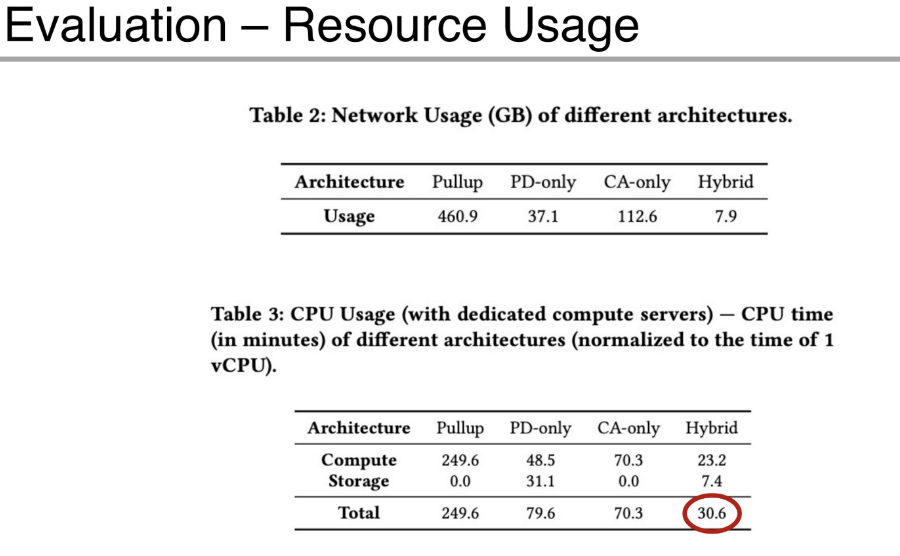 Evaluation – Resource Usage
Table 2: Network Usage (GB) of different architectures.
Architecture Pullup PD-only CA-only Hybrid
Usage 460.9 37.1 112.6 7.9
Table 3: CPU Usage (with dedicated compute servers) — CPU time
(in minutes) of different architectures (normalized to the time of 1
vCPU).
Architecture Pullup PD-only CA-only Hybrid
Compute 249.6 48.5 70.3 23.2
Storage 0.0 31.1 0.0 7.4
Total 249.6 79.6 70.3 30.6